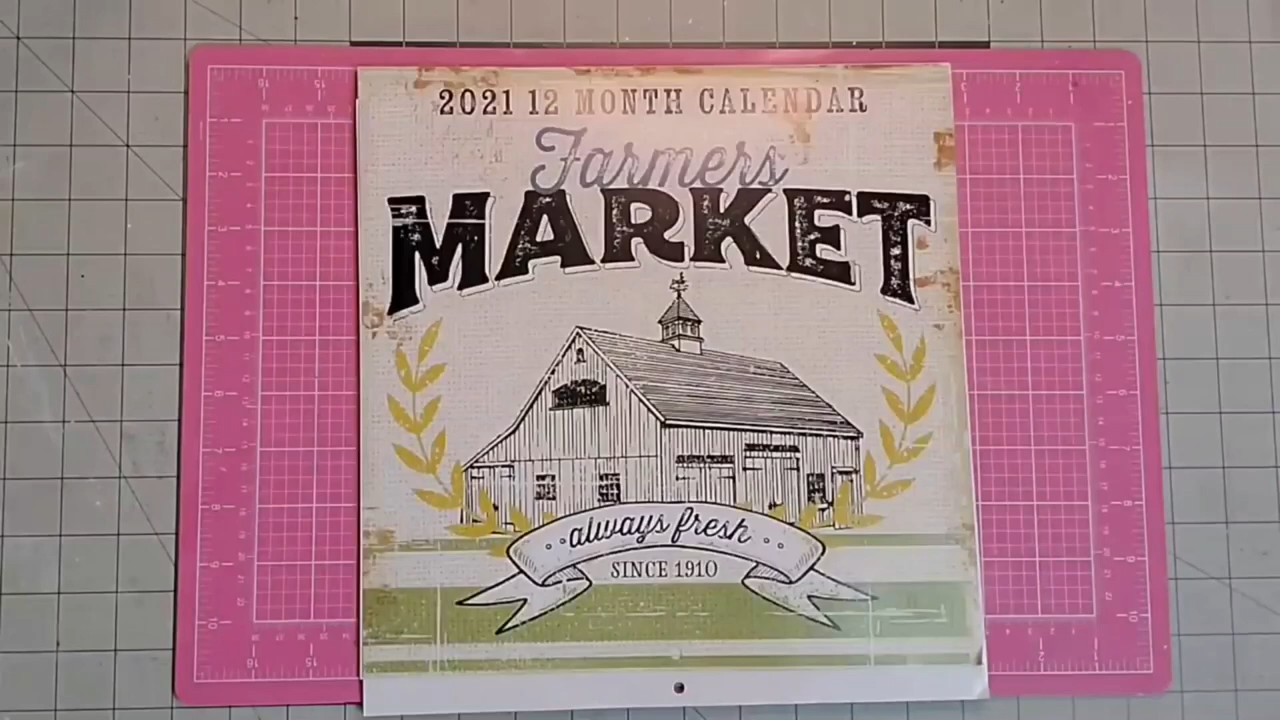 2021 12 MONTH CALENDAR
Farmers
MARKET
always fresh
SINCE 1910